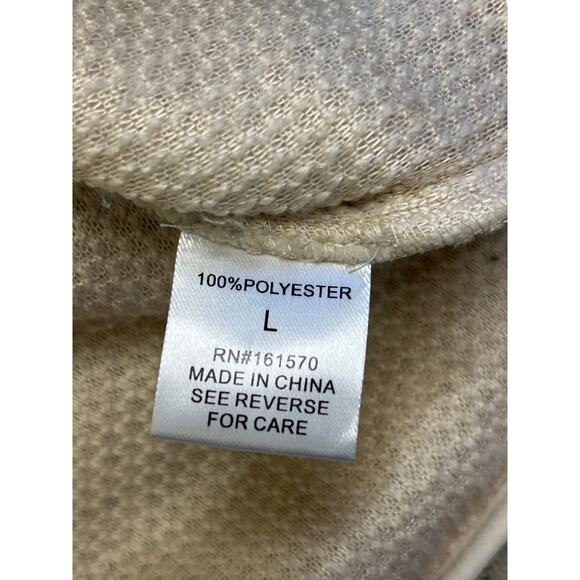 100%POLYESTER
L
RN#161570
MADE IN CHINA
SEE REVERSE
FOR CARE